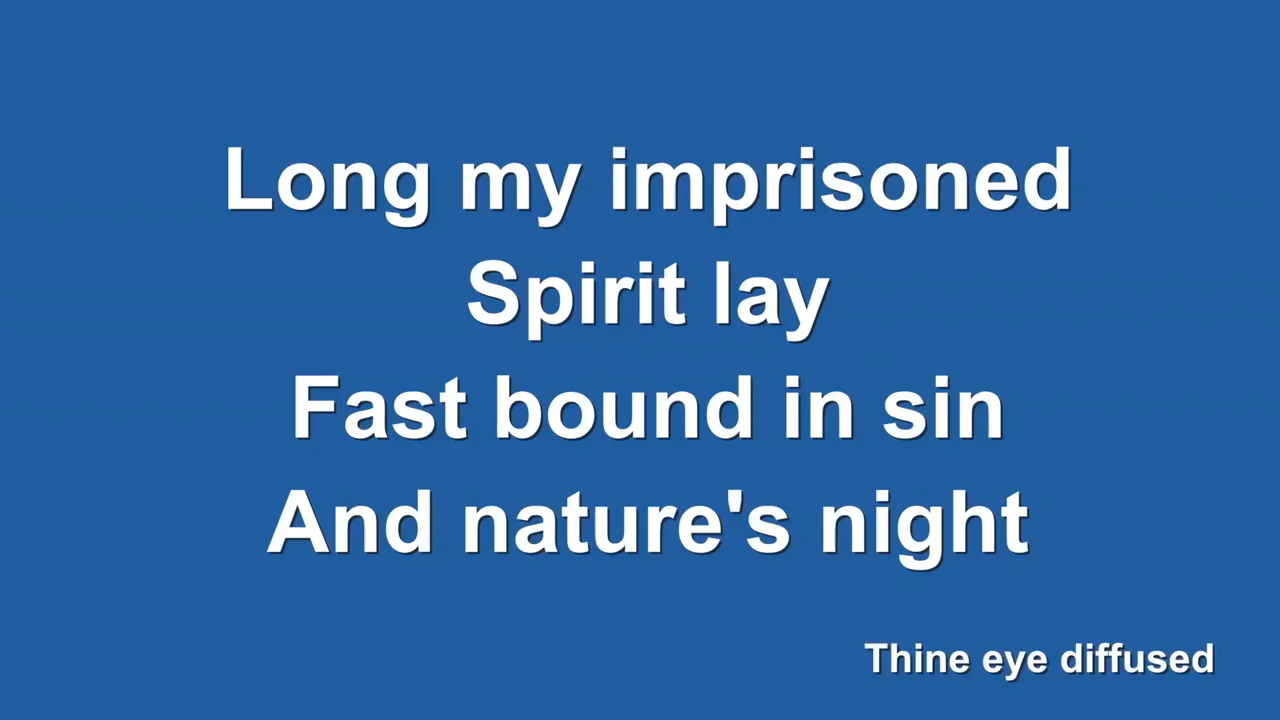 Long my imprisoned
Spirit lay
Fast bound in sin
And nature's night
Thine eye diffused